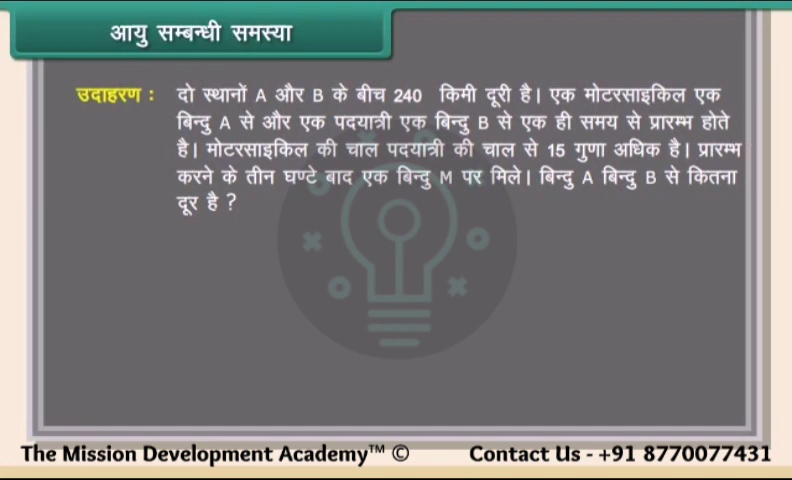 आयु सम्बन्धी समस्या
उदाहरण : दो स्थानों A और B के बीच 240 किमी दूरी है। एक मोटरसाइकिल एक
बिन्दु A से और एक पदयात्री एक बिन्दु B से एक ही समय से प्रारम्भ होते
है। मोटरसाइकिल की चाल पदयात्री की चाल से 15 गुणा अधिक है। प्रारम्भ
करने के तीन घण्टे बाद एक बिन्दु M पर मिले। बिन्दु A बिन्दु B से कितना
दूर है ?
The Mission Development Academy™ © Contact Us - +91 8770077431